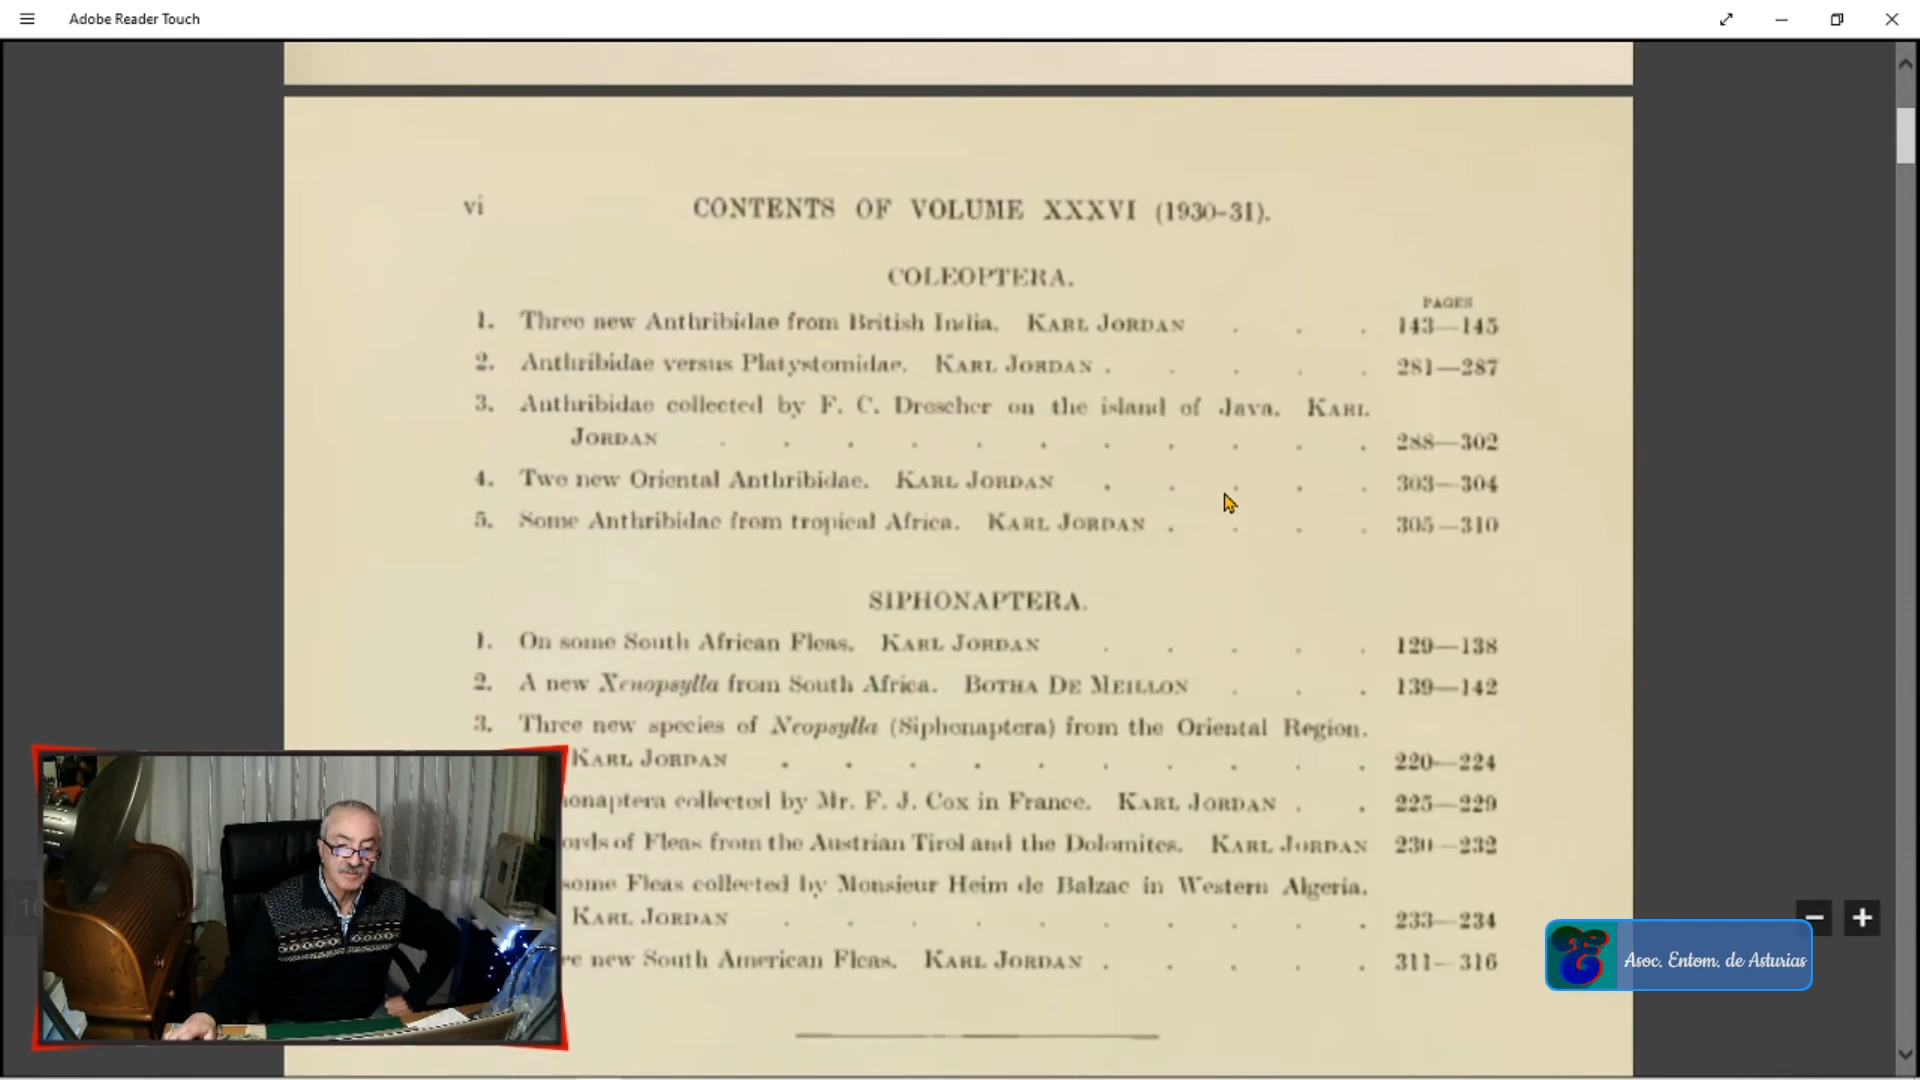 Adobe Reader Touch
vi CONTENTS OF VOLUME XXXVI (1930-31).
COLEOPTERA.
PAGES
1. Three new Anthribidae from British India. KARL JORDAN . . . 143—145
2. Anthribidae versus Platystomidae. KARL JORDAN . . . . . 281—287
3. Anthribidae collected by F. C. Drescher on the island of Java. KARL
JORDAN . . . . . . . . . . . 288—302
4. Two new Oriental Anthribidae. KARL JORDAN . . . . . 303—304
5. Some Anthribidae from tropical Africa. KARL JORDAN . . . . 305—310
SIPHONAPTERA.
1. On some South African Fleas. KARL JORDAN . . . . . 129—138
2. A new Xenopsylla from South Africa. BOTHA DE MEILLON . . . 139—142
3. Three new species of Neopsylla (Siphonaptera) from the Oriental Region.
KARL JORDAN . . . . . . . . . . 220—224
onaptera collected by Mr. F. J. Cox in France. KARL JORDAN . . 225—229
ords of Fleas from the Austrian Tirol and the Dolomites. KARL JORDAN 230—232
some Fleas collected by Monsieur Heim de Balzac in Western Algeria.
KARL JORDAN . . . . . . . . . . 233—234
re new South American Fleas. KARL JORDAN . . . . . 311—316
Asoc. Entom. de Asturias